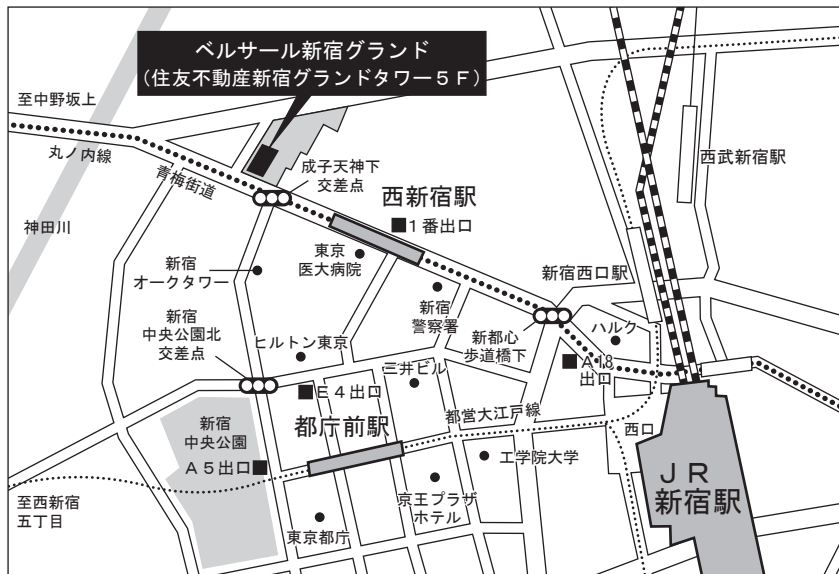 ベルサール新宿グランド
（住友不動産新宿グランドタワー５Ｆ）
至中野坂上
丸ノ内線
青梅街道
成子天神下
交差点
西武新宿駅
西新宿駅
■１番出口
神田川
東京
医大病院
新宿
オークタワー
新宿西口駅
新宿
警察署
新都心
歩道橋下
ハルク
新宿
中央公園北
交差点
ヒルトン東京
三井ビル
■Ａ18
出口
■Ｅ４出口
都営大江戸線
新宿
中央公園
都庁前駅
西口
Ａ５出口■
工学院大学
ＪＲ
新宿駅
京王プラザ
ホテル
至西新宿
五丁目
東京都庁